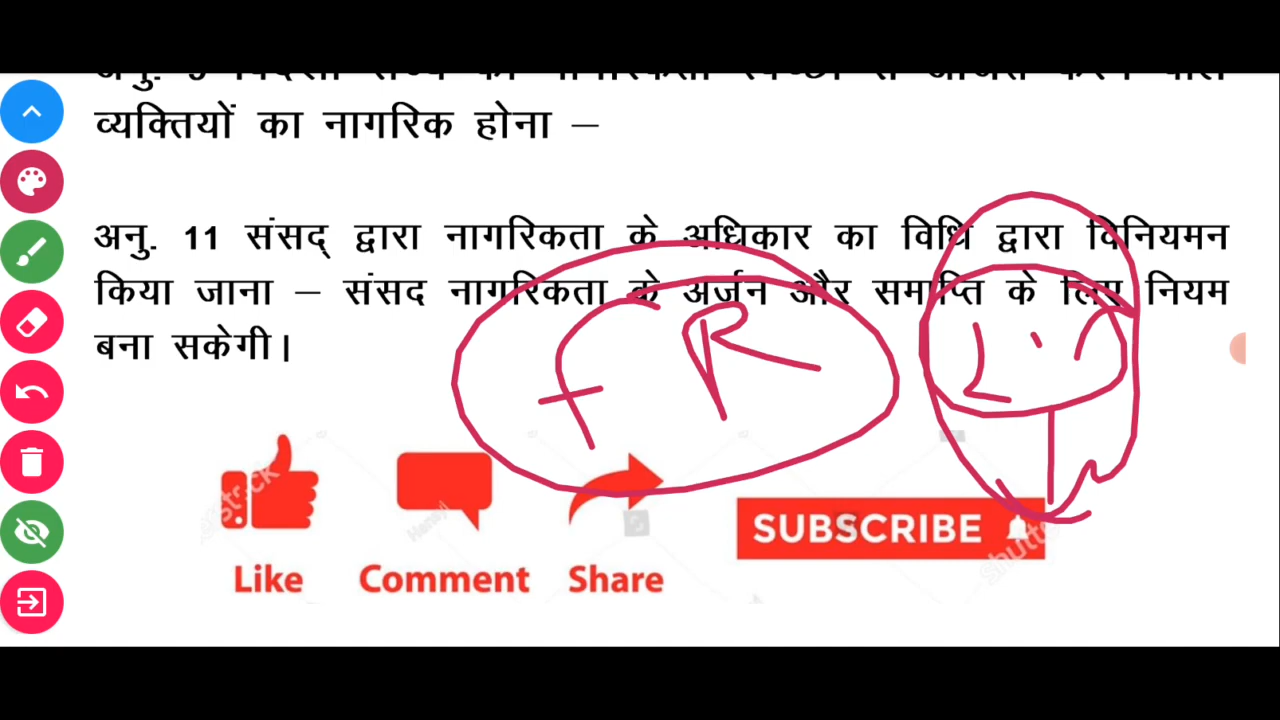 व्यक्तियों का नागरिक होना –
अनु. 11 संसद् द्वारा नागरिकता के अधिकार का विधि द्वारा विनियमन
किया जाना – संसद नागरिकता के अर्जन और समाप्ति के लिए नियम
बना सकेगी।
FR
Like Comment Share
SUBSCRIBE